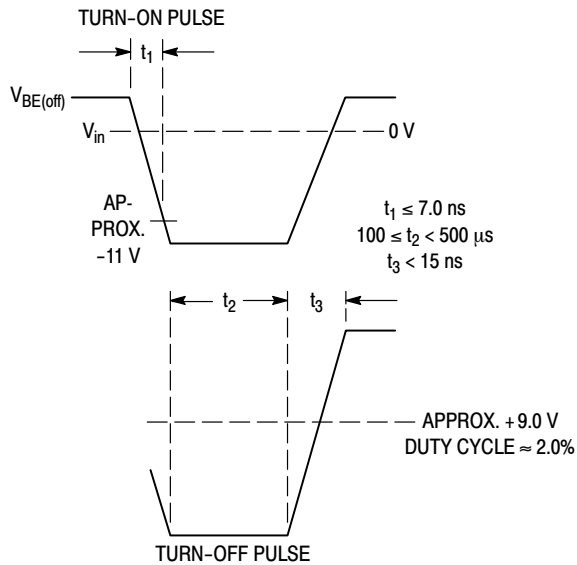 TURN-ON PULSE
t1
VBE(off)
Vin
0 V
AP-
PROX.
-11 V
t1 ≤ 7.0 ns
100 ≤ t2 < 500 μs
t3 < 15 ns
t2
t3
APPROX. +9.0 V
DUTY CYCLE ≈ 2.0%
TURN-OFF PULSE